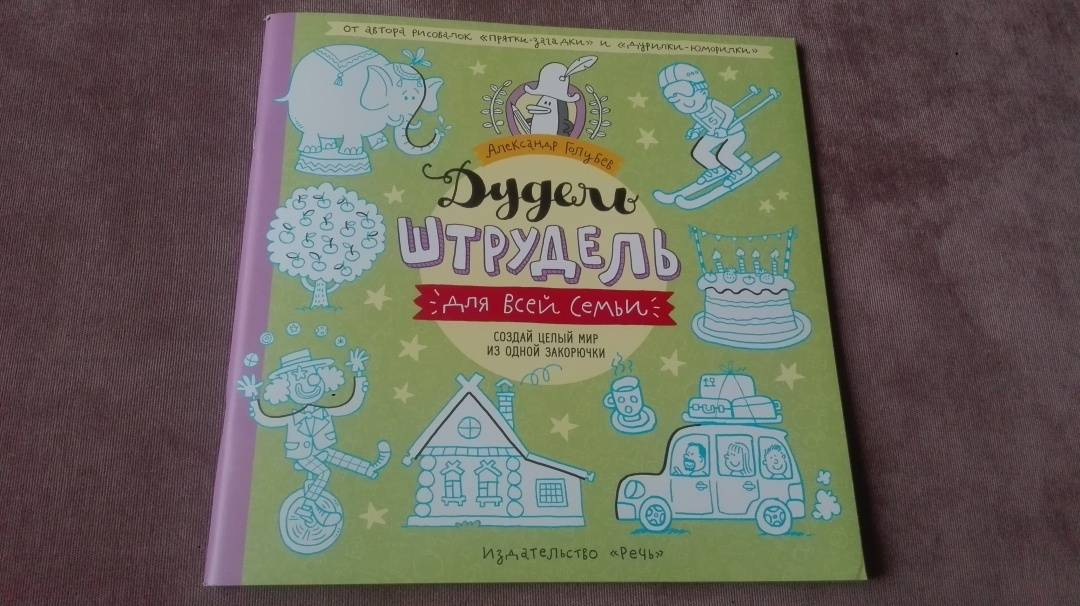 от автора рисовалок «Прятки-загадки» и «Дурилки-юморилки»
Александр Голубев
Дудель
ШТРУДЕЛЬ
для всей семьи
СОЗДАЙ ЦЕЛЫЙ МИР
ИЗ ОДНОЙ ЗАКОРЮЧКИ
Издательство «Речь»